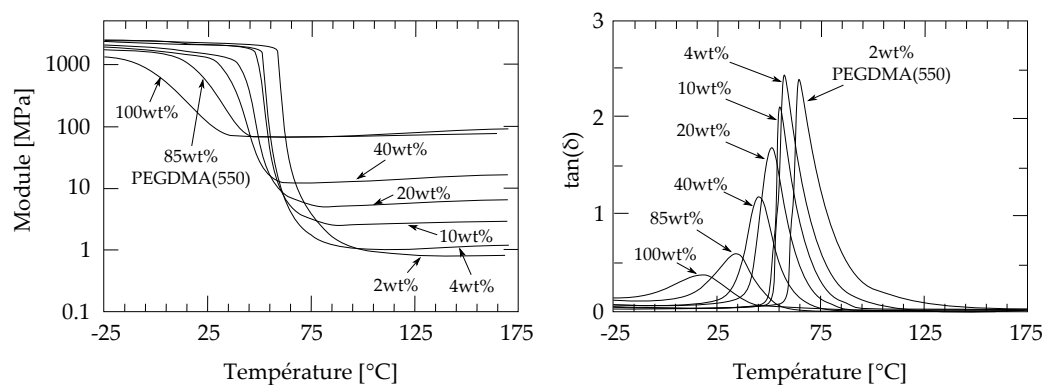 1000
100
10
1
0.1
Module [MPa]
100wt%
85wt%
PEGDMA(550)
40wt%
20wt%
10wt%
2wt%
4wt%
-25
25
75
125
175
Température [°C]
3
2
1
0
tan(δ)
4wt%
2wt%
PEGDMA(550)
10wt%
20wt%
40wt%
85wt%
100wt%
-25
25
75
125
175
Température [°C]